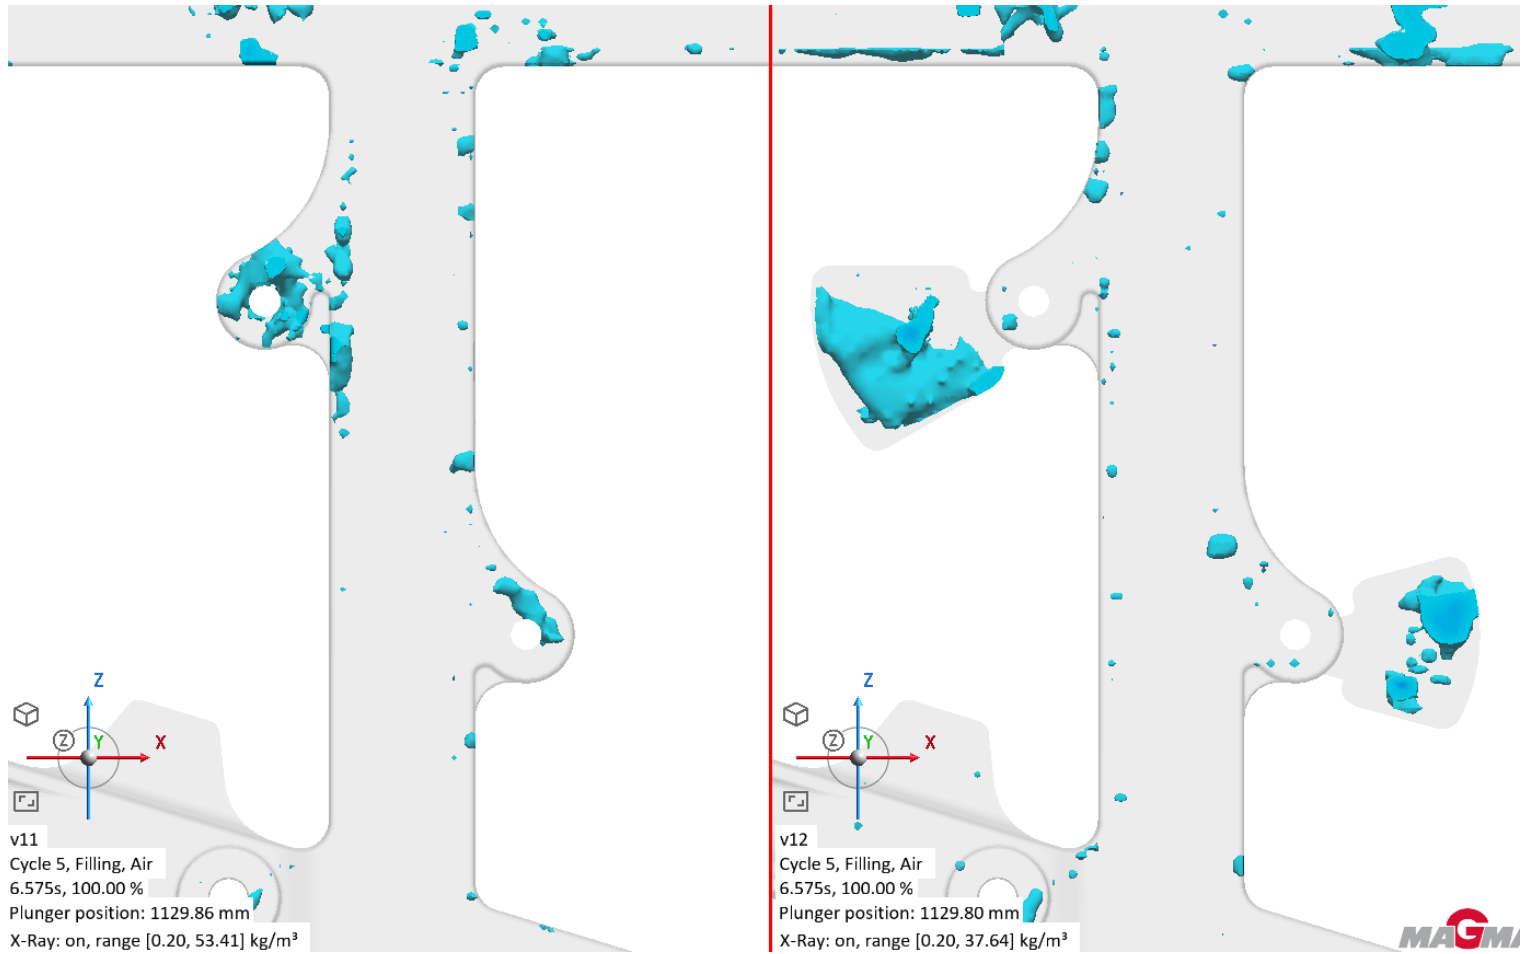 Z
Z
Y
X
v11
Cycle 5, Filling, Air
6.575s, 100.00 %
Plunger position: 1129.86 mm
X-Ray: on, range [0.20, 53.41] kg/m³
Z
Z
Y
X
v12
Cycle 5, Filling, Air
6.575s, 100.00 %
Plunger position: 1129.80 mm
X-Ray: on, range [0.20, 37.64] kg/m³
MAGMA